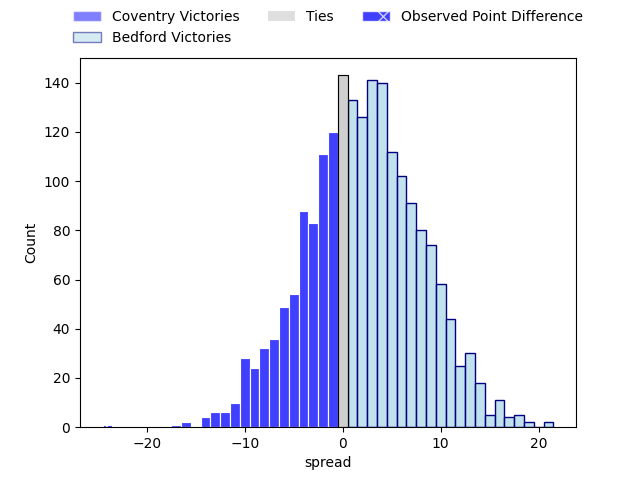 Coventry Victories
Ties
Observed Point Difference
Bedford Victories
140
120
100
80
60
40
20
0
Count
−20
−10
0
10
20
spread